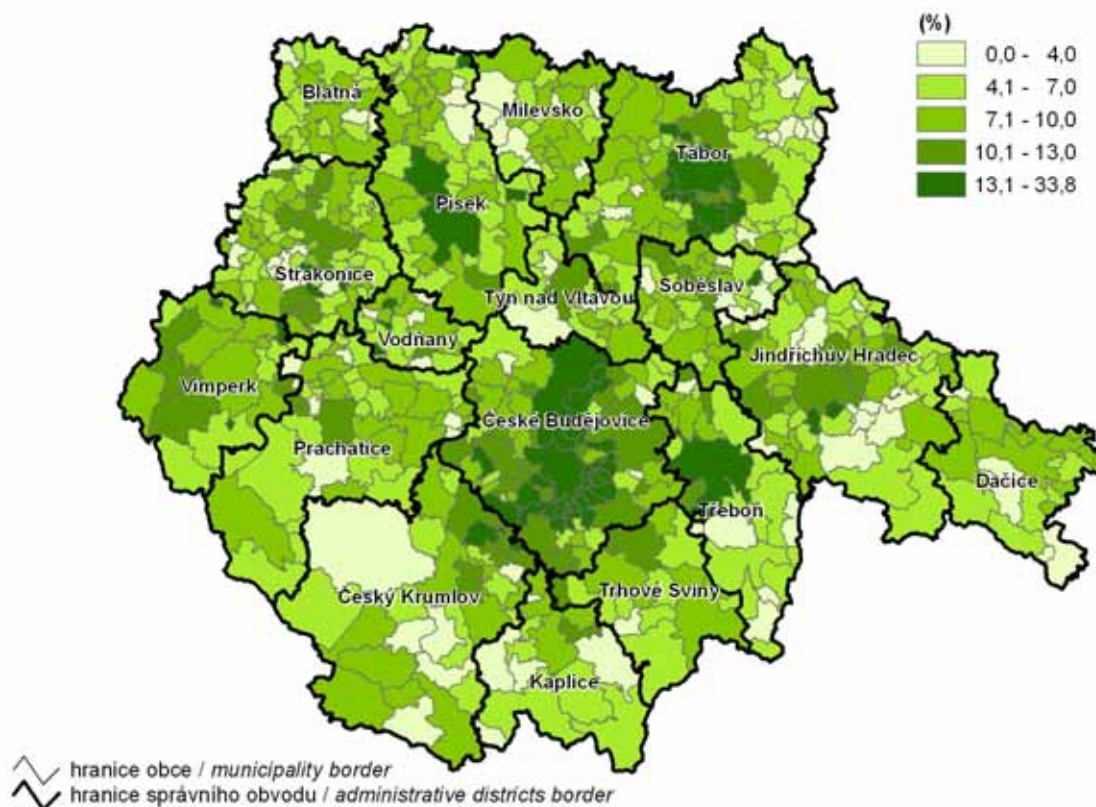 (%)
0,0 - 4,0
4,1 - 7,0
7,1 - 10,0
10,1 - 13,0
13,1 - 33,8
Blatná
Milevsko
Tábor
Písek
Strakonice
Týn nad Vltavou
Soběslav
Vodňany
Jindřichův Hradec
Vimperk
České Budějovice
Prachatice
Dačice
Třeboň
Český Krumlov
Trhové Sviny
Kaplice
hranice obce / municipality border
hranice správního obvodu / administrative districts border